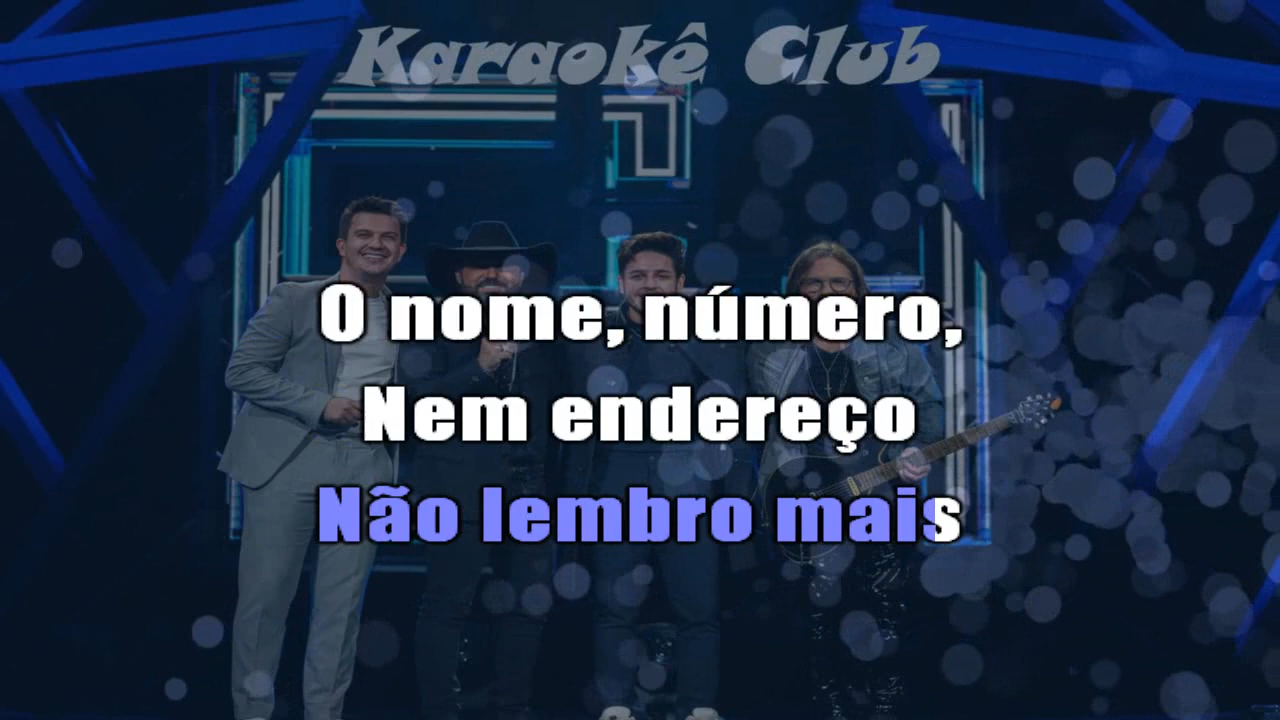 Karaokê Club
O nome, número,
Nem endereço
Não lembro mais